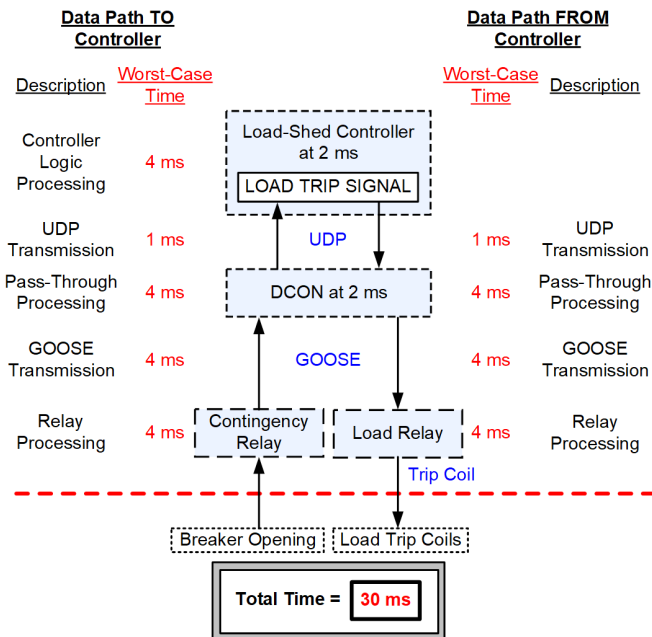 Data Path TO
Controller
Data Path FROM
Controller
Description
Worst-Case
Time
Worst-Case
Time
Description
Controller
Logic
Processing
4 ms
Load-Shed Controller
at 2 ms
LOAD TRIP SIGNAL
UDP
Transmission
1 ms
UDP
1 ms
UDP
Transmission
Pass-Through
Processing
4 ms
DCON at 2 ms
4 ms
Pass-Through
Processing
GOOSE
Transmission
4 ms
GOOSE
4 ms
GOOSE
Transmission
Relay
Processing
4 ms
Contingency
Relay
Load Relay
4 ms
Relay
Processing
Trip Coil
Breaker Opening
Load Trip Coils
Total Time = 30 ms